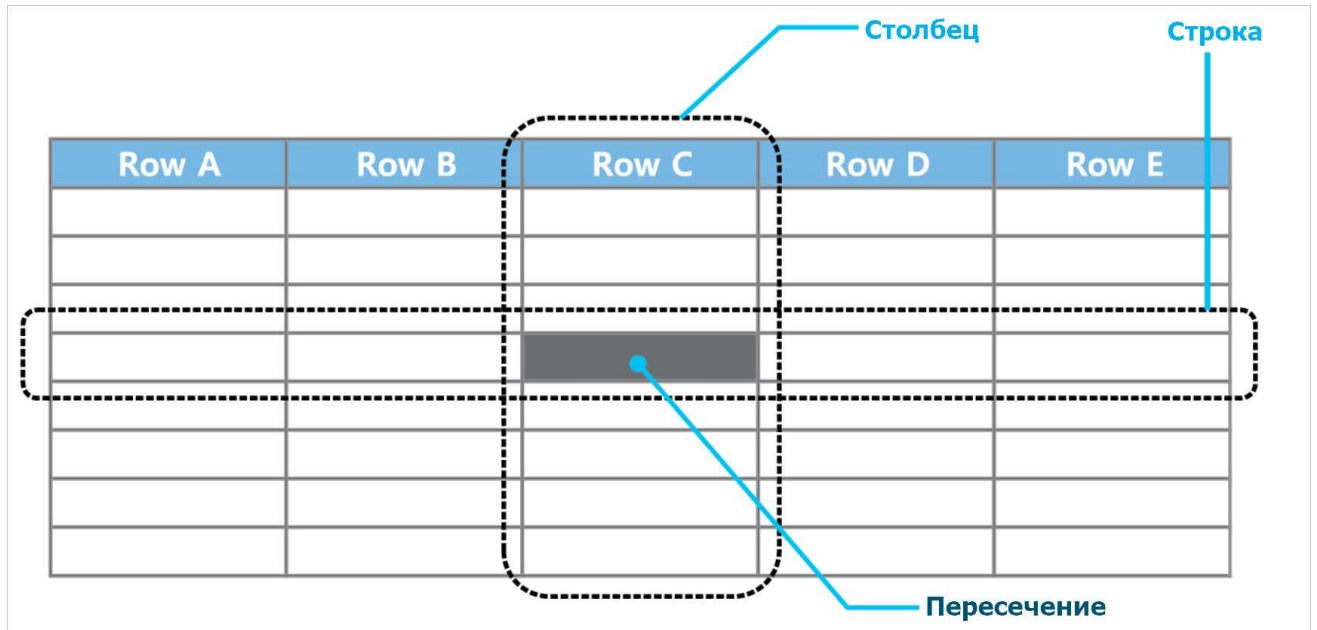 Столбец
Строка
Row A
Row B
Row C
Row D
Row E
Пересечение